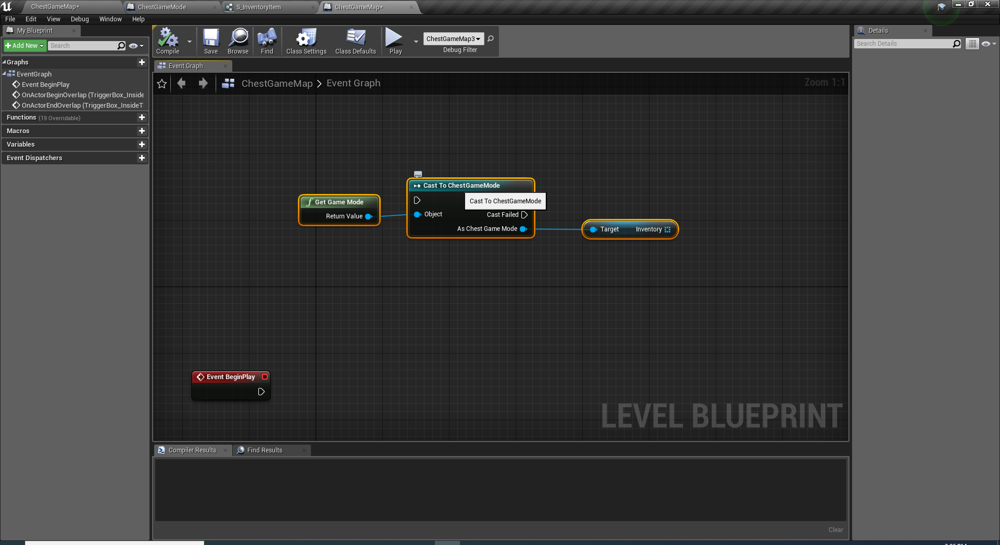 ChestGameMap*
ChestGameMode
S_InventoryItem
ChestGameMap*
File Edit View Debug Window Help
My Blueprint
Add New
Search
Graphs
EventGraph
Event BeginPlay
OnActorBeginOverlap (TriggerBox_Inside
OnActorEndOverlap (TriggerBox_InsideT
Functions (19 Overridable)
Macros
Variables
Event Dispatchers
Compile
Save
Browse
Find
Class Settings
Class Defaults
Play
ChestGameMap3
Debug Filter
Event Graph
ChestGameMap > Event Graph
Zoom 1:1
Get Game Mode
Return Value
Cast To ChestGameMode
Cast To ChestGameMode
Object
Cast Failed
As Chest Game Mode
Target Inventory
Event BeginPlay
LEVEL BLUEPRINT
Compiler Results
Find Results
Clear
Details
Search Details